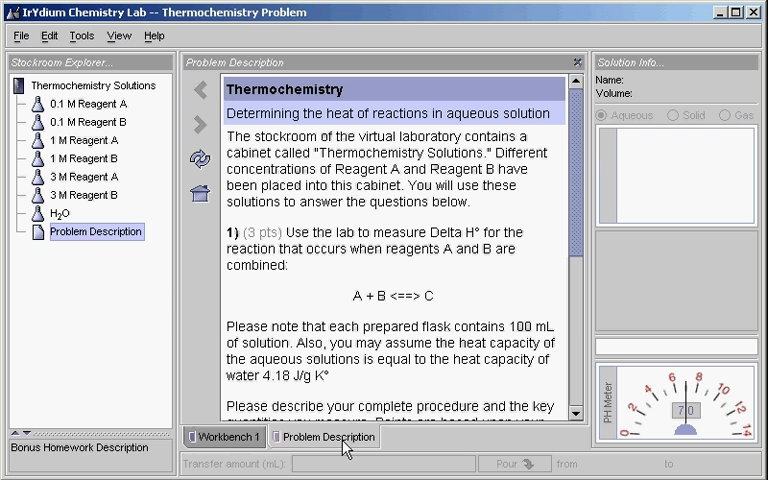 IrYdium Chemistry Lab -- Thermochemistry Problem
File Edit Tools View Help
Stockroom Explorer...
Thermochemistry Solutions
0.1 M Reagent A
0.1 M Reagent B
1 M Reagent A
1 M Reagent B
3 M Reagent A
3 M Reagent B
H₂O
Problem Description
Bonus Homework Description
Problem Description
Thermochemistry
Determining the heat of reactions in aqueous solution
The stockroom of the virtual laboratory contains a
cabinet called "Thermochemistry Solutions." Different
concentrations of Reagent A and Reagent B have
been placed into this cabinet. You will use these
solutions to answer the questions below.
1) (3 pts) Use the lab to measure Delta H° for the
reaction that occurs when reagents A and B are
combined:
A + B <==> C
Please note that each prepared flask contains 100 mL
of solution. Also, you may assume the heat capacity of
the aqueous solutions is equal to the heat capacity of
water 4.18 J/g K°
Please describe your complete procedure and the key
Workbench 1 Problem Description
Transfer amount (mL): Pour from to
Solution Info...
Name:
Volume:
Aqueous Solid Gas
PH Meter
0 2 4 6 8 10 12 14
7.0